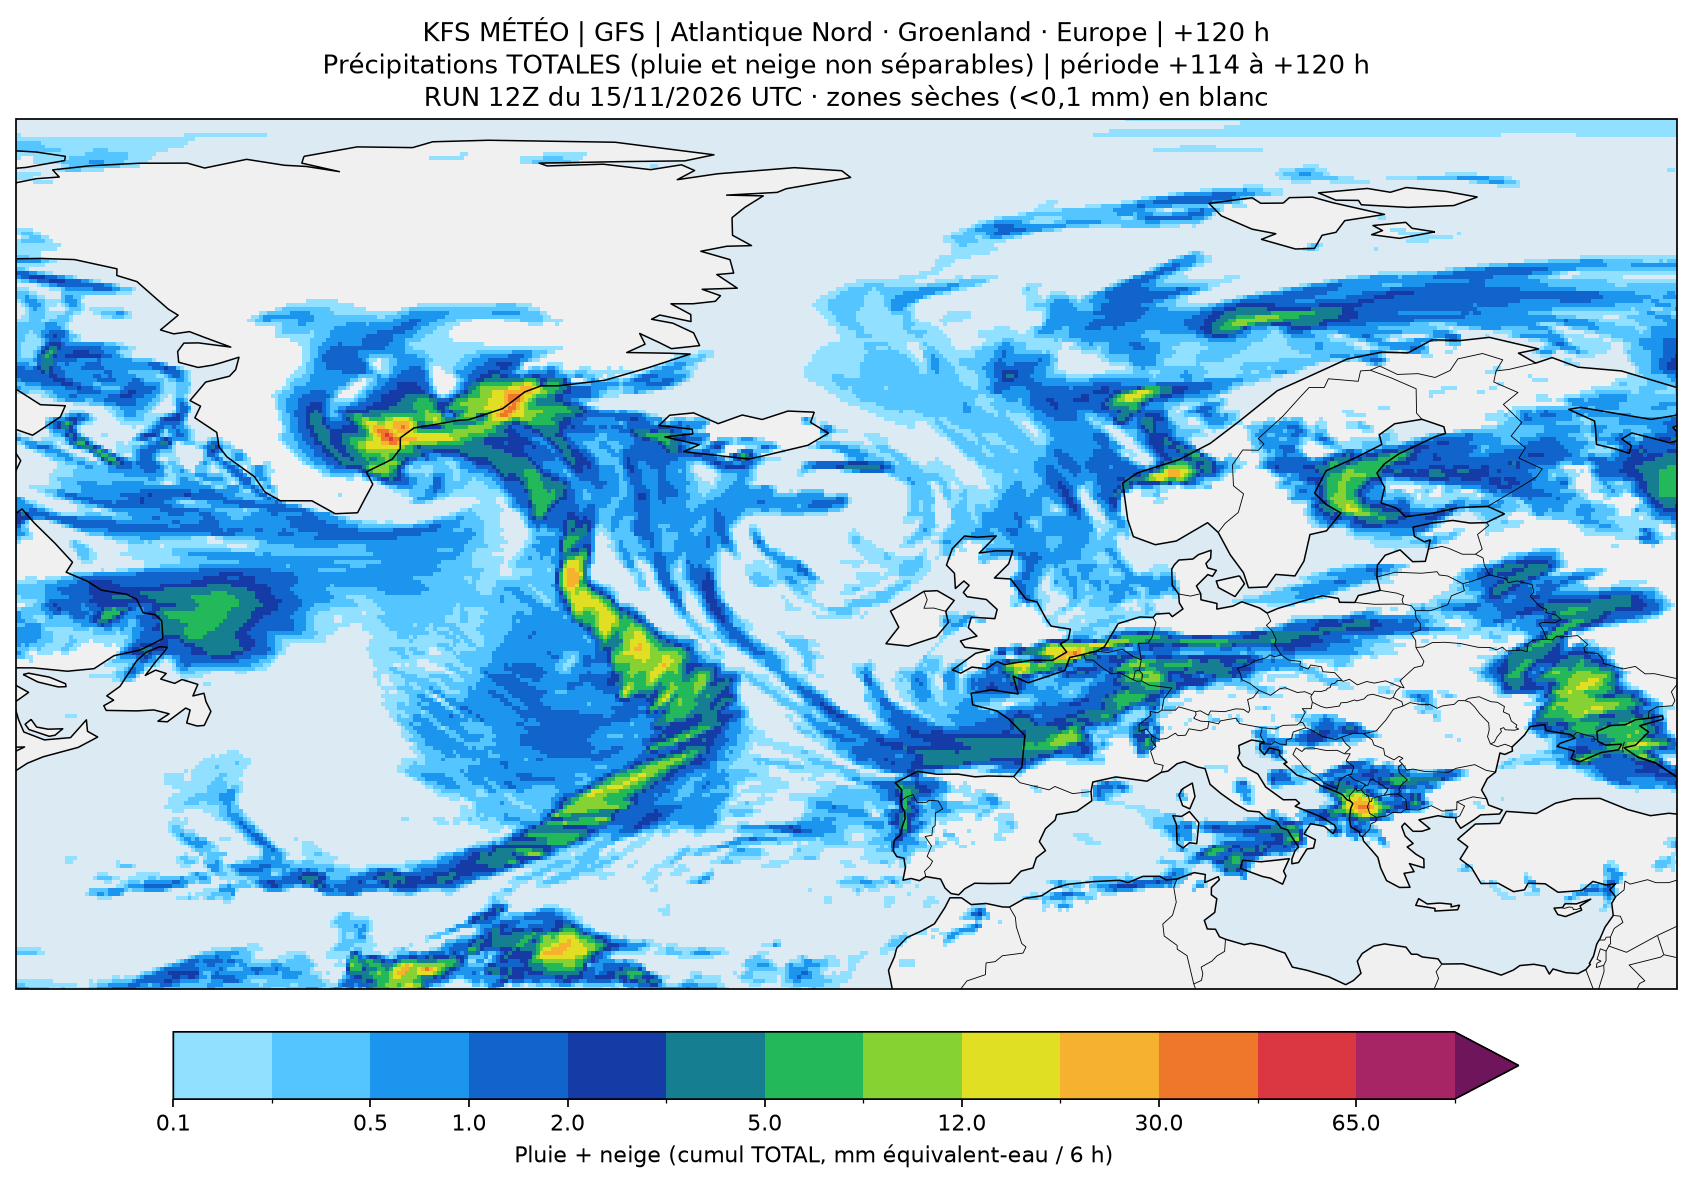 KFS MÉTÉO | GFS | Atlantique Nord · Groenland · Europe | +120 h
Précipitations TOTALES (pluie et neige non séparables) | période +114 à +120 h
RUN 12Z du 15/11/2026 UTC · zones sèches (<0,1 mm) en blanc
0.1 0.5 1.0 2.0 5.0 12.0 30.0 65.0
Pluie + neige (cumul TOTAL, mm équivalent-eau / 6 h)